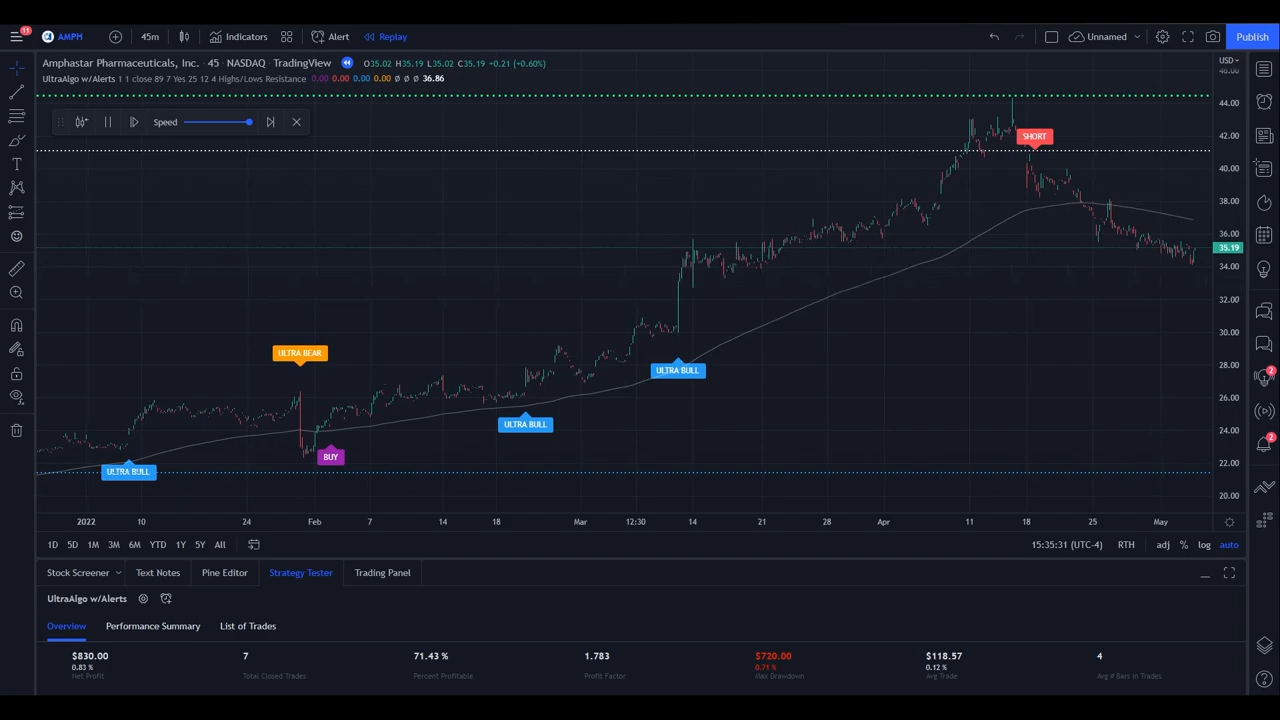 11
AMPH
45m
Indicators
Alert
Replay
Unnamed
Publish
Amphastar Pharmaceuticals, Inc. · 45 · NASDAQ · TradingView
O35.02 H35.19 L35.02 C35.19 +0.21 (+0.60%)
USD
UltraAlgo w/Alerts 1 1 close 89 7 Yes 25 12 4 Highs/Lows Resistance 0.00 0.00 0.00 0.00 ø ø ø 36.86
46.00
44.00
Speed
42.00
SHORT
40.00
38.00
36.00
35.19
34.00
32.00
30.00
ULTRA BEAR
28.00
ULTRA BULL
2
26.00
ULTRA BULL
24.00
2
BUY
22.00
ULTRA BULL
20.00
2022
10
24
Feb
7
14
18
Mar
12:30
14
21
28
Apr
11
18
25
May
1D 5D 1M 3M 6M YTD 1Y 5Y All
15:35:31 (UTC-4)
RTH
adj % log auto
Stock Screener
Text Notes
Pine Editor
Strategy Tester
Trading Panel
UltraAlgo w/Alerts
Overview
Performance Summary
List of Trades
$830.00
7
71.43 %
1.783
$720.00
$118.57
4
0.83 %
0.71 %
0.12 %
Net Profit
Total Closed Trades
Percent Profitable
Profit Factor
Max Drawdown
Avg Trade
Avg # Bars In Trades